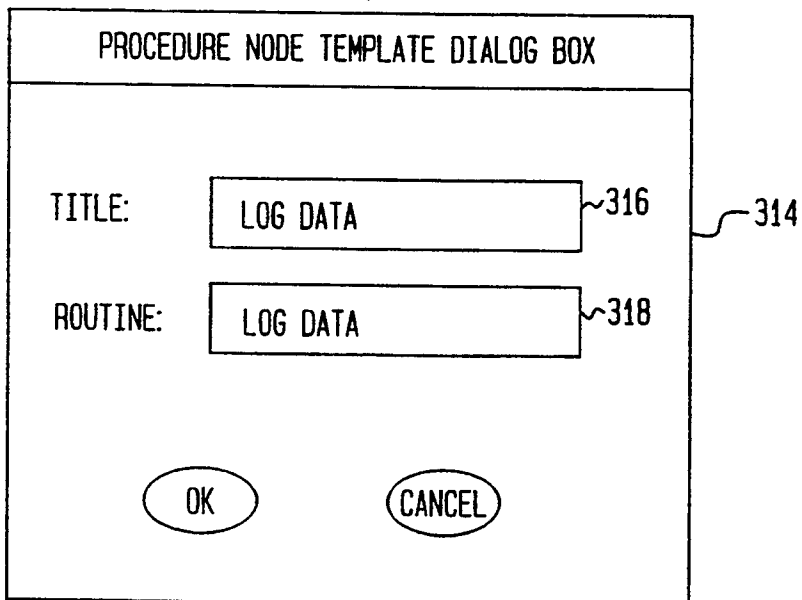 PROCEDURE NODE TEMPLATE DIALOG BOX
TITLE: LOG DATA 316
314
ROUTINE: LOG DATA 318
OK CANCEL